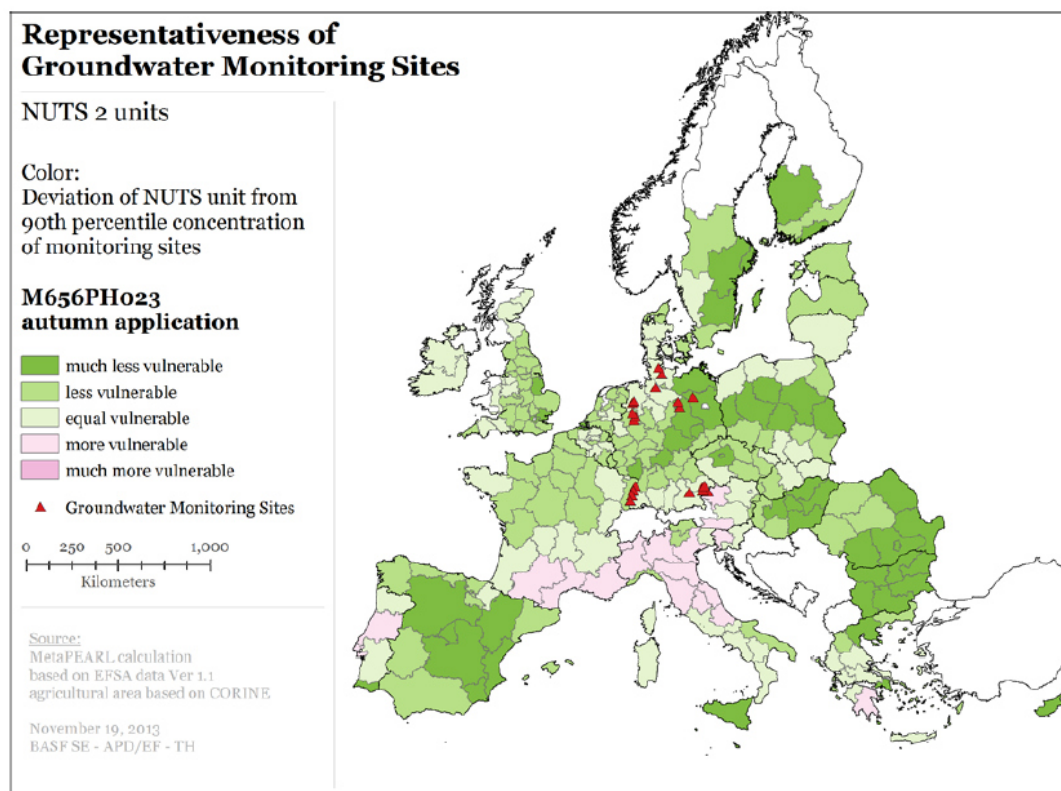 Representativeness of
Groundwater Monitoring Sites
NUTS 2 units
Color:
Deviation of NUTS unit from
90th percentile concentration
of monitoring sites
M656PH023
autumn application
much less vulnerable
less vulnerable
equal vulnerable
more vulnerable
much more vulnerable
Groundwater Monitoring Sites
0 250 500 1,000
Kilometers
Source:
MetaPEARL calculation
based on EFSA data Ver 1.1
agricultural area based on CORINE
November 19, 2013
BASF SE - APD/EF - TH